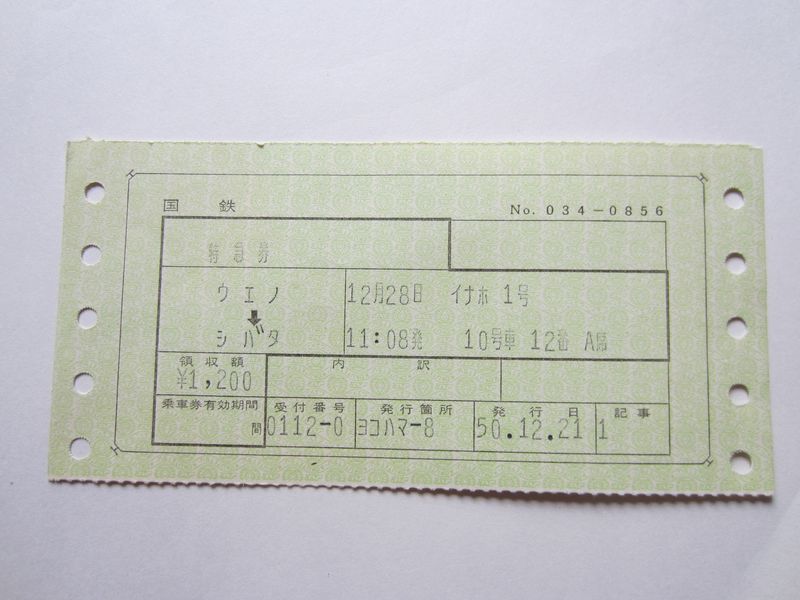 国鉄
No. 034-0856
特急券
ウエノ 12月28日 イナホ 1号
⬇
シバタ 11:08発 10号車 12番 A席
領収額 内訳
¥1,200
乗車券有効期間 受付番号 発行箇所 発行日 記事
間 0112-0 ヨコハマ-8 50.12.21 1